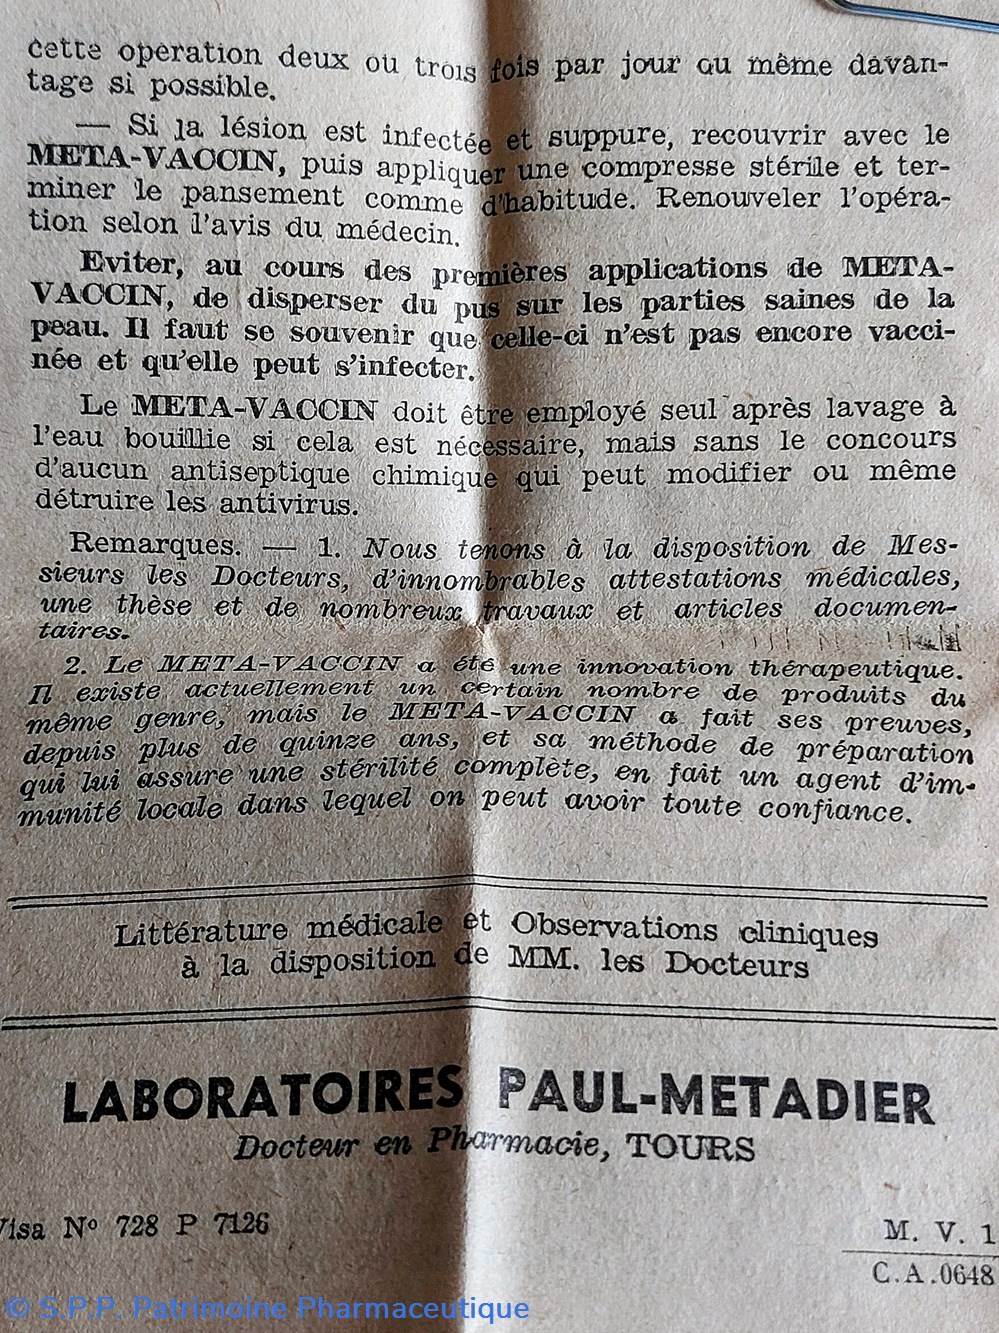 cette opération deux ou trois fois par jour ou même davan-
tage si possible.
— Si la lésion est infectée et suppure, recouvrir avec le
META-VACCIN, puis appliquer une compresse stérile et ter-
miner le pansement comme d'habitude. Renouveler l'opéra-
tion selon l'avis du médecin.
Eviter, au cours des premières applications de META-
VACCIN, de disperser du pus sur les parties saines de la
peau. Il faut se souvenir que celle-ci n'est pas encore vacci-
née et qu'elle peut s'infecter.
Le META-VACCIN doit être employé seul après lavage à
l'eau bouillie si cela est nécessaire, mais sans le concours
d'aucun antiseptique chimique qui peut modifier ou même
détruire les antivirus.
Remarques. — 1. Nous tenons à la disposition de Mes-
sieurs les Docteurs, d'innombrables attestations médicales,
une thèse et de nombreux travaux et articles documen-
taires.
2. Le META-VACCIN a été une innovation thérapeutique.
Il existe actuellement un certain nombre de produits du
même genre, mais le META-VACCIN a fait ses preuves,
depuis plus de quinze ans, et sa méthode de préparation
qui lui assure une stérilité complète, en fait un agent d'im-
munité locale dans lequel on peut avoir toute confiance.
Littérature médicale et Observations cliniques
à la disposition de MM. les Docteurs
LABORATOIRES PAUL-METADIER
Docteur en Pharmacie, TOURS
Visa Nº 728 P 7126
M. V. 1
C.A.0648
© S.P.P. Patrimoine Pharmaceutique